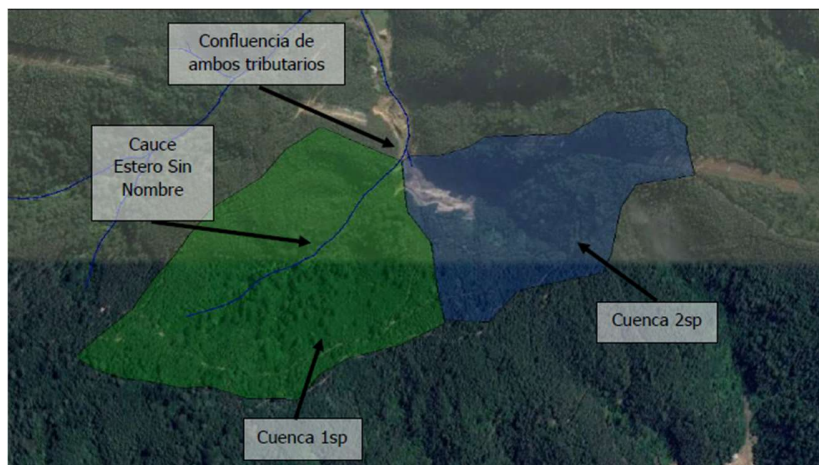 Confluencia de
ambos tributarios
Cauce
Estero Sin
Nombre
Cuenca 2sp
Cuenca 1sp